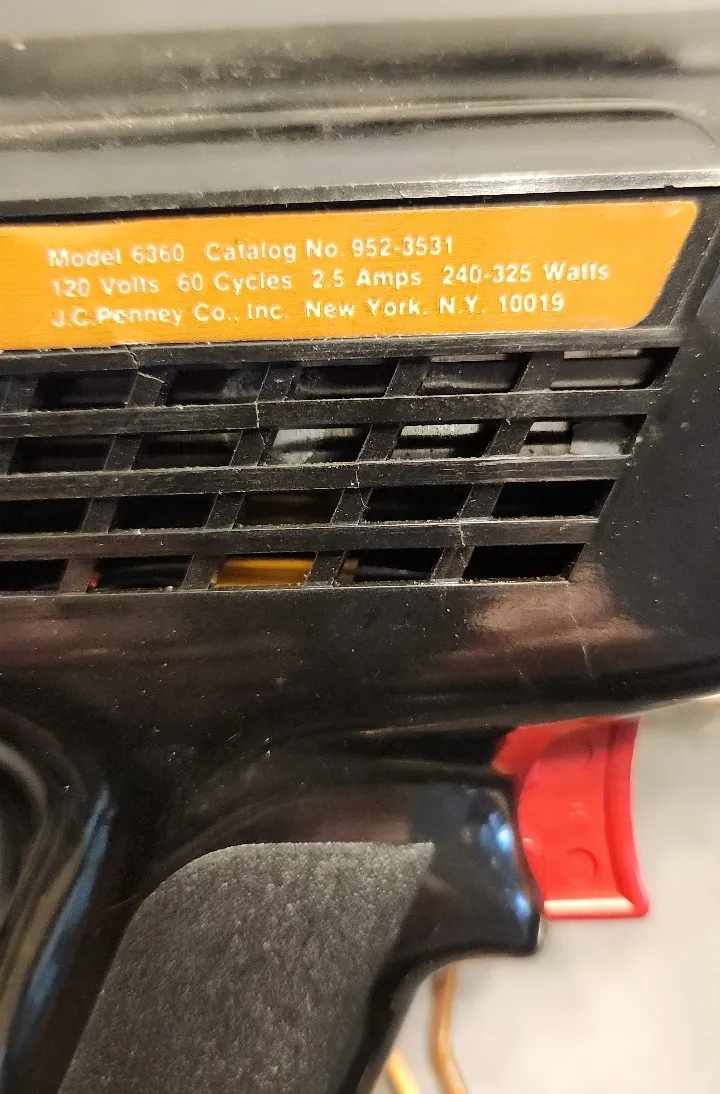 Model 6360 Catalog No. 952-3531
120 Volts 60 Cycles 2.5 Amps 240-325 Watts
J.C.Penney Co., Inc. New York, N.Y. 10019